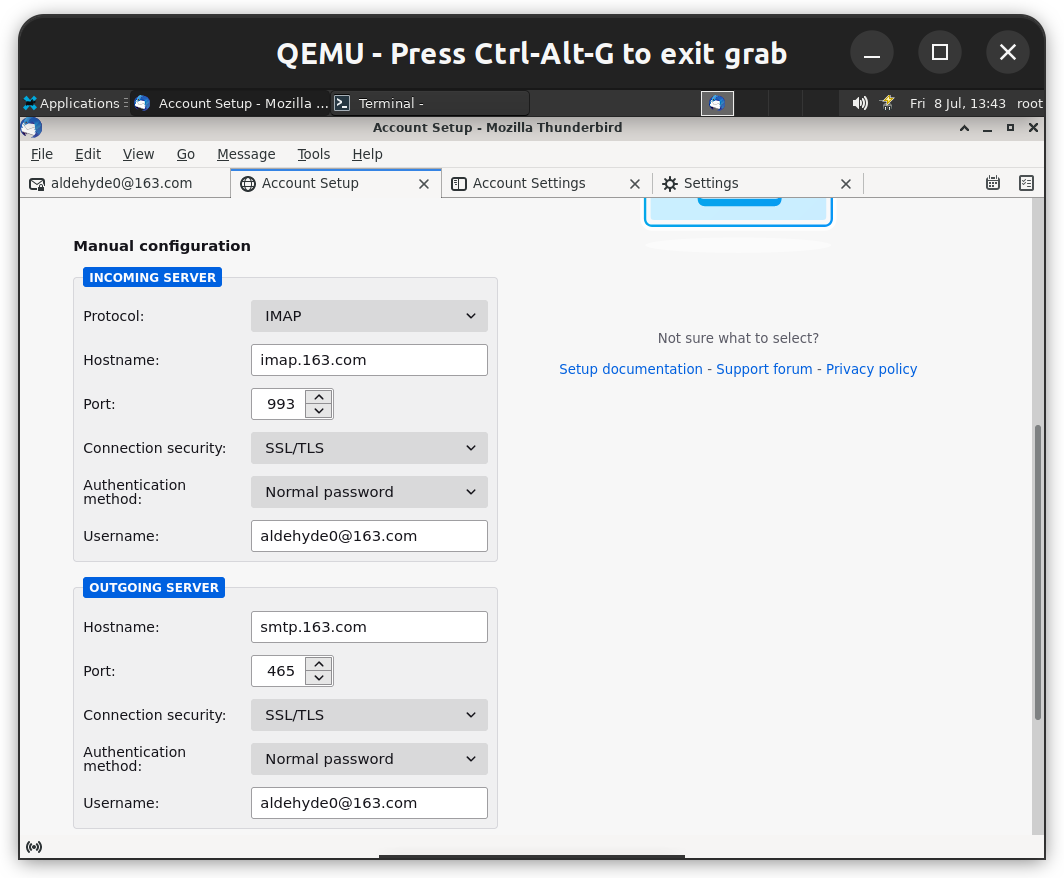 QEMU - Press Ctrl-Alt-G to exit grab
Applications Account Setup - Mozilla ... Terminal - Fri 8 Jul, 13:43 root
Account Setup - Mozilla Thunderbird
File Edit View Go Message Tools Help
aldehyde0@163.com Account Setup Account Settings Settings
Manual configuration
INCOMING SERVER
Protocol: IMAP
Hostname: imap.163.com
Port: 993
Connection security: SSL/TLS
Authentication
method: Normal password
Username: aldehyde0@163.com
OUTGOING SERVER
Hostname: smtp.163.com
Port: 465
Connection security: SSL/TLS
Authentication
method: Normal password
Username: aldehyde0@163.com
Not sure what to select?
Setup documentation - Support forum - Privacy policy